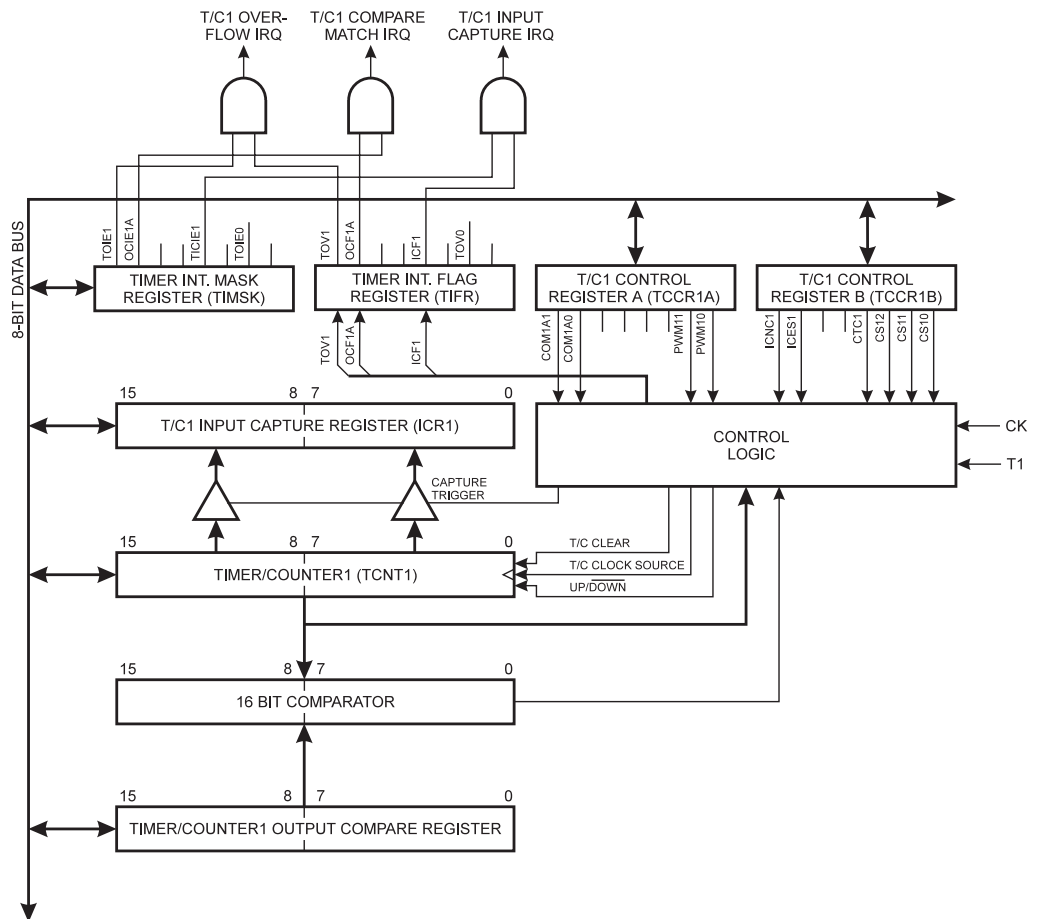 T/C1 OVER-
FLOW IRQ
T/C1 COMPARE
MATCH IRQ
T/C1 INPUT
CAPTURE IRQ
8-BIT DATA BUS
TOIE1
OCIE1A
TICIE1
TOIE0
TOV1
OCF1A
ICF1
TOV0
TIMER INT. MASK
REGISTER (TIMSK)
TIMER INT. FLAG
REGISTER (TIFR)
T/C1 CONTROL
REGISTER A (TCCR1A)
T/C1 CONTROL
REGISTER B (TCCR1B)
TOV1
OCF1A
ICF1
COM1A1
COM1A0
PWM11
PWM10
ICNC1
ICES1
CTC1
CS12
CS11
CS10
15 8 7 0
T/C1 INPUT CAPTURE REGISTER (ICR1)
CONTROL
LOGIC
CK
T1
CAPTURE
TRIGGER
15 8 7 0
TIMER/COUNTER1 (TCNT1)
T/C CLEAR
T/C CLOCK SOURCE
UP/DOWN
15 8 7 0
16 BIT COMPARATOR
15 8 7 0
TIMER/COUNTER1 OUTPUT COMPARE REGISTER